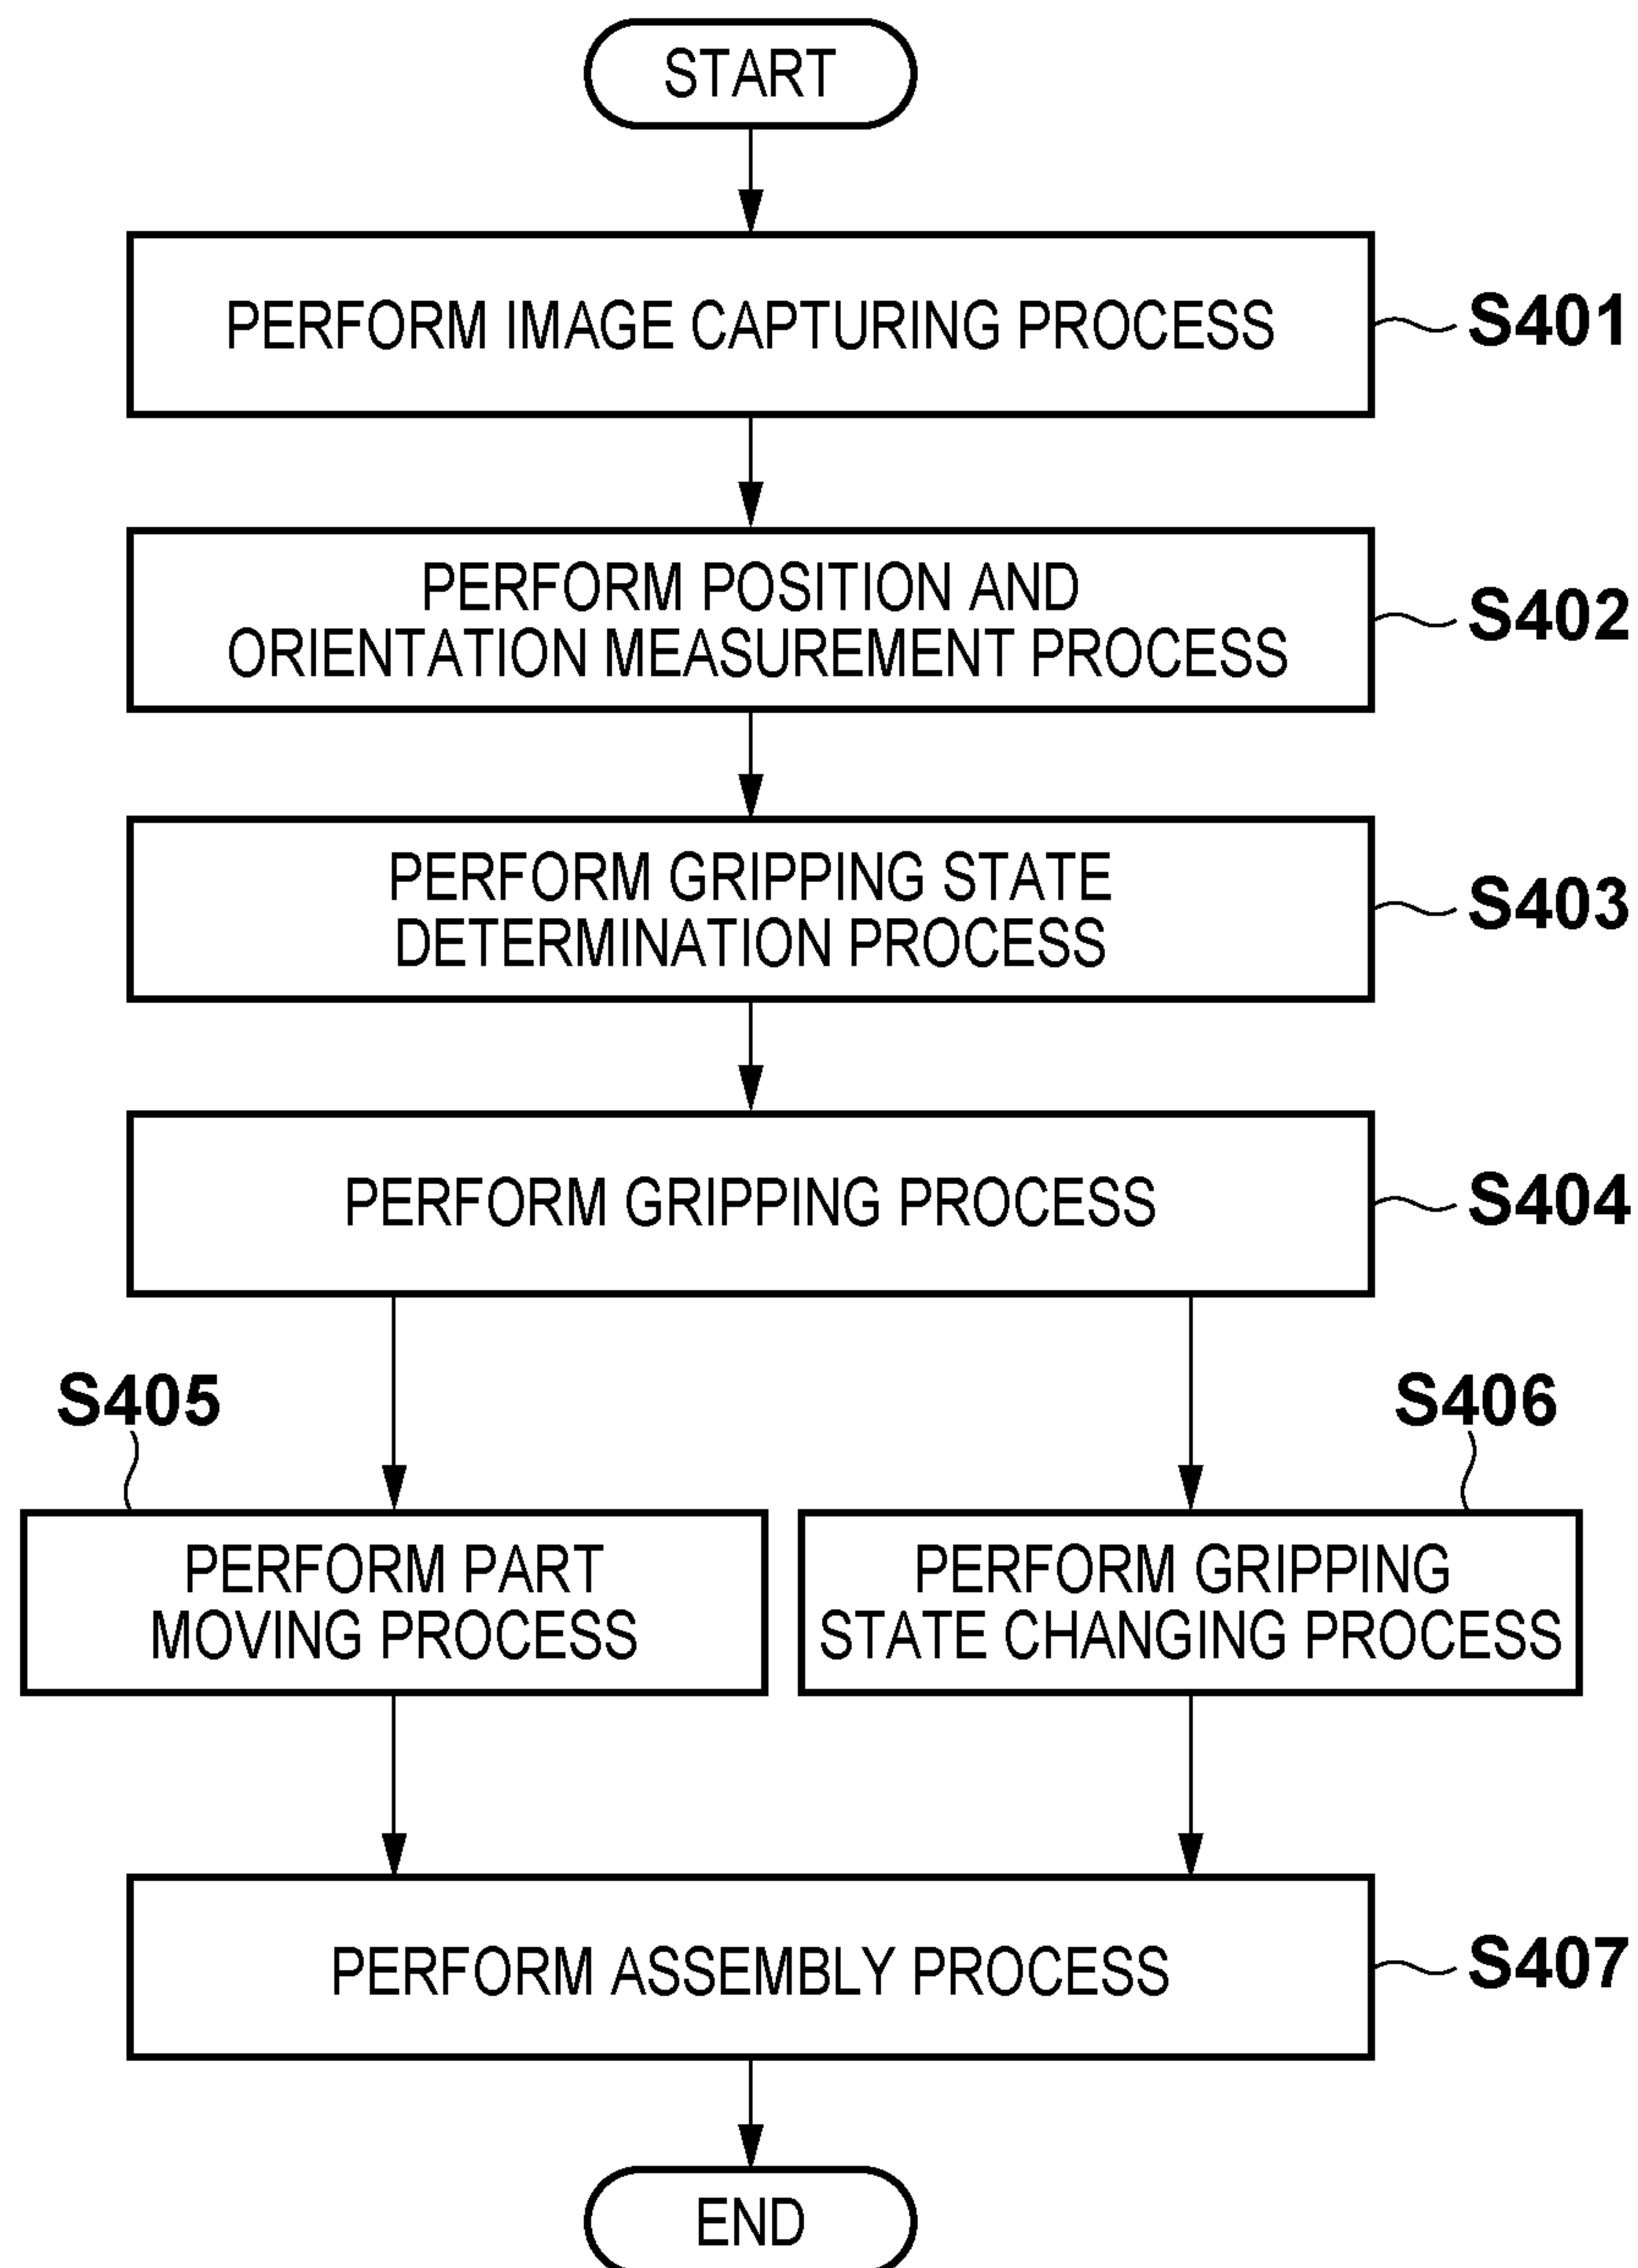 START
PERFORM IMAGE CAPTURING PROCESS
S401
PERFORM POSITION AND
ORIENTATION MEASUREMENT PROCESS
S402
PERFORM GRIPPING STATE
DETERMINATION PROCESS
S403
PERFORM GRIPPING PROCESS
S404
S405
PERFORM PART
MOVING PROCESS
S406
PERFORM GRIPPING
STATE CHANGING PROCESS
PERFORM ASSEMBLY PROCESS
S407
END